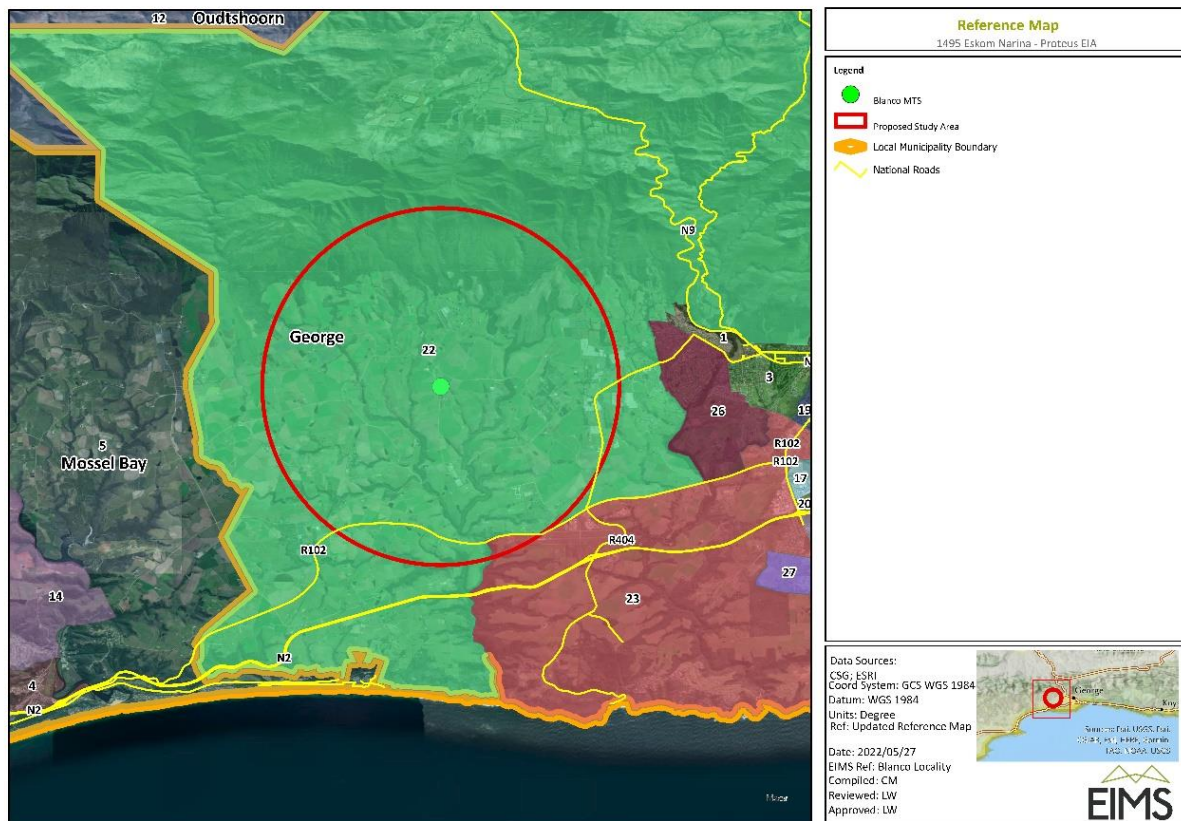 12
Oudtshoorn
N9
George
22
1
3
26
19
R102
R102
17
20
5
Mossel Bay
R102
R404
27
14
23
N2
4
N2
Reference Map
1495 Eskom Narina - Proteus EIA
Legend
Blanco MTS
Proposed Study Area
Local Municipality Boundary
National Roads
Data Sources:
CSG; ESRI
Coord System: GCS WGS 1984
Datum: WGS 1984
Units: Degree
Ref: Updated Reference Map
Date: 2022/05/27
EIMS Ref: Blanco Locality
Compiled: CM
Reviewed: LW
Approved: LW
George
EIMS